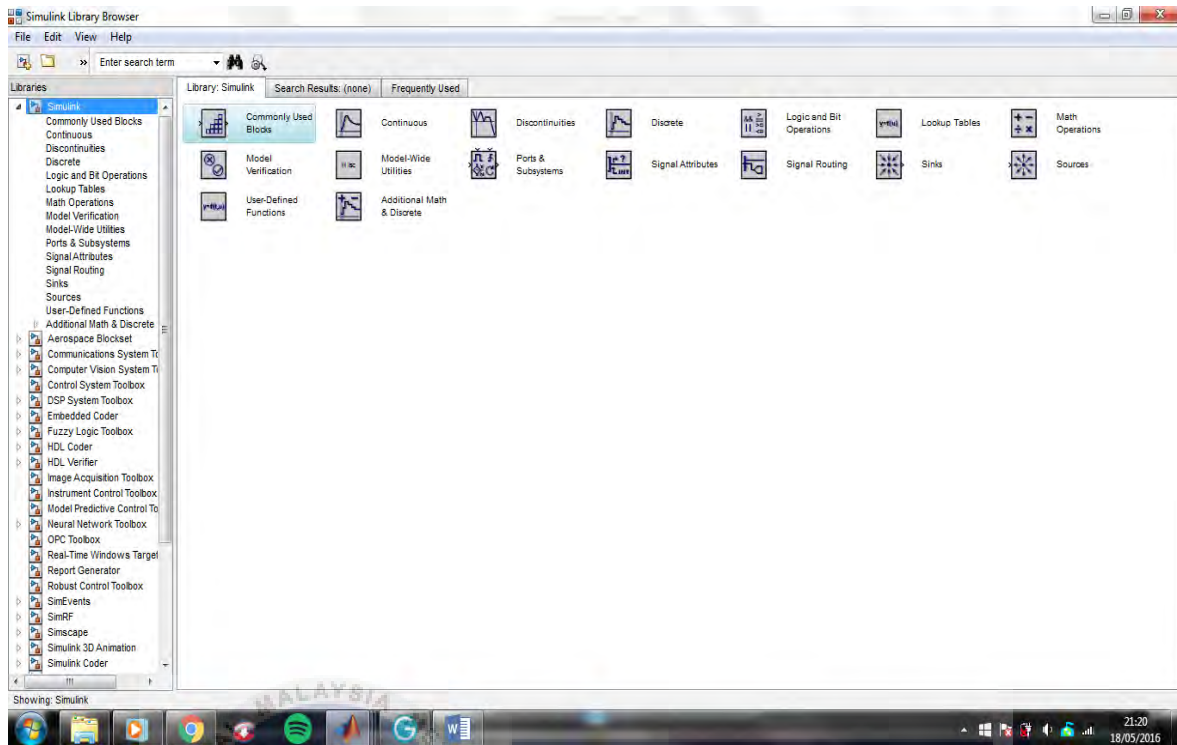 Simulink Library Browser
File Edit View Help
» Enter search term
Libraries
Library: Simulink Search Results: (none) Frequently Used
Simulink
Commonly Used Blocks
Continuous
Discontinuities
Discrete
Logic and Bit Operations
Lookup Tables
Math Operations
Model Verification
Model-Wide Utilities
Ports & Subsystems
Signal Attributes
Signal Routing
Sinks
Sources
User-Defined Functions
Additional Math & Discrete
Aerospace Blockset
Communications System To
Computer Vision System T
Control System Toolbox
DSP System Toolbox
Embedded Coder
Fuzzy Logic Toolbox
HDL Coder
HDL Verifier
Image Acquisition Toolbox
Instrument Control Toolbox
Model Predictive Control To
Neural Network Toolbox
OPC Toolbox
Real-Time Windows Target
Report Generator
Robust Control Toolbox
SimEvents
SimRF
Simscape
Simulink 3D Animation
Simulink Coder
Commonly Used
Blocks
Continuous
Discontinuities
Discrete
Logic and Bit
Operations
Lookup Tables
Math
Operations
Model
Verification
Model-Wide
Utilities
Ports &
Subsystems
Signal Attributes
Signal Routing
Sinks
Sources
User-Defined
Functions
Additional Math
& Discrete
Showing: Simulink
MALAYSIA
21:20
18/05/2016